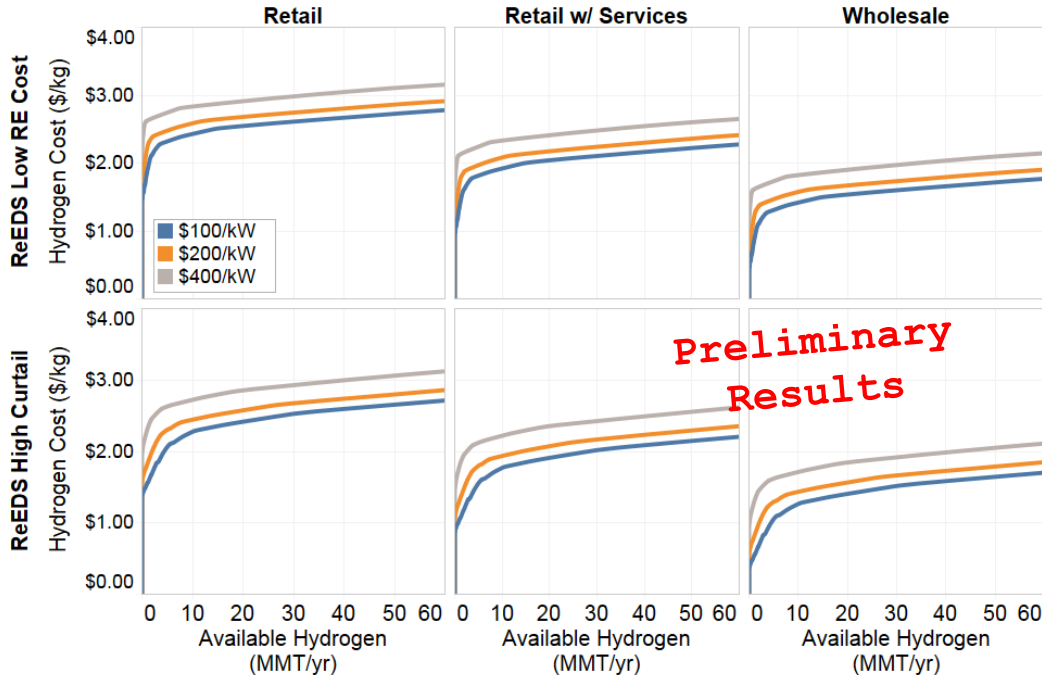 Retail
Retail w/ Services
Wholesale
ReEDS Low RE Cost
Hydrogen Cost ($/kg)
$4.00
$3.00
$2.00
$1.00
$0.00
$100/kW
$200/kW
$400/kW
ReEDS High Curtail
Hydrogen Cost ($/kg)
$4.00
$3.00
$2.00
$1.00
$0.00
Preliminary
Results
0 10 20 30 40 50 60
0 10 20 30 40 50 60
0 10 20 30 40 50 60
Available Hydrogen
(MMT/yr)
Available Hydrogen
(MMT/yr)
Available Hydrogen
(MMT/yr)